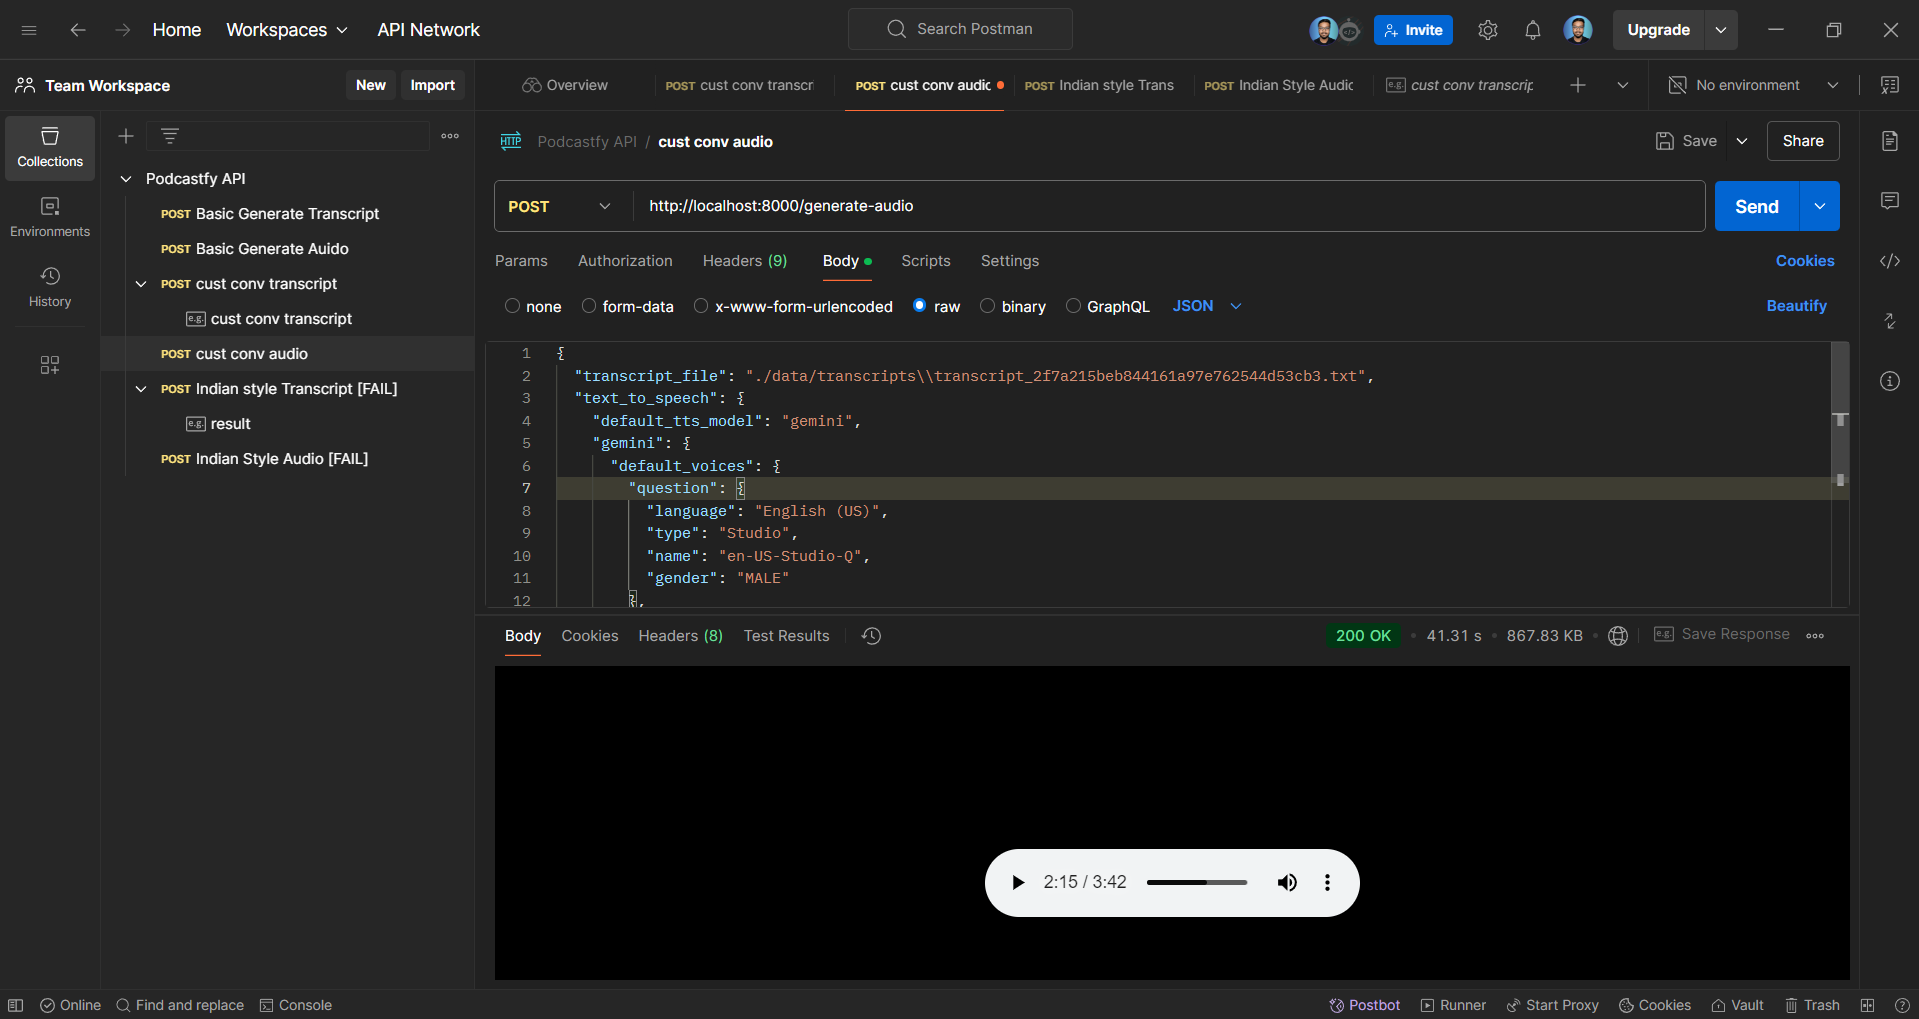 Home Workspaces API Network Search Postman Invite Upgrade
Team Workspace New Import
Overview POST cust conv transcr POST cust conv audic POST Indian style Trans POST Indian Style Audic e.g. cust conv transcrip No environment
Collections
Environments
History
Podcastfy API
POST Basic Generate Transcript
POST Basic Generate Auido
POST cust conv transcript
e.g. cust conv transcript
POST cust conv audio
POST Indian style Transcript [FAIL]
e.g. result
POST Indian Style Audio [FAIL]
HTTP Podcastfy API / cust conv audio Save Share
POST http://localhost:8000/generate-audio Send
Params Authorization Headers (9) Body Scripts Settings Cookies
none form-data x-www-form-urlencoded raw binary GraphQL JSON Beautify
1 {
2 "transcript_file": "./data/transcripts\\transcript_2f7a215beb844161a97e762544d53cb3.txt",
3 "text_to_speech": {
4 "default_tts_model": "gemini",
5 "gemini": {
6 "default_voices": {
7 "question": {
8 "language": "English (US)",
9 "type": "Studio",
10 "name": "en-US-Studio-Q",
11 "gender": "MALE"
12 },
Body Cookies Headers (8) Test Results 200 OK • 41.31 s • 867.83 KB • e.g. Save Response
2:15 / 3:42
Online Find and replace Console Postbot Runner Start Proxy Cookies Vault Trash